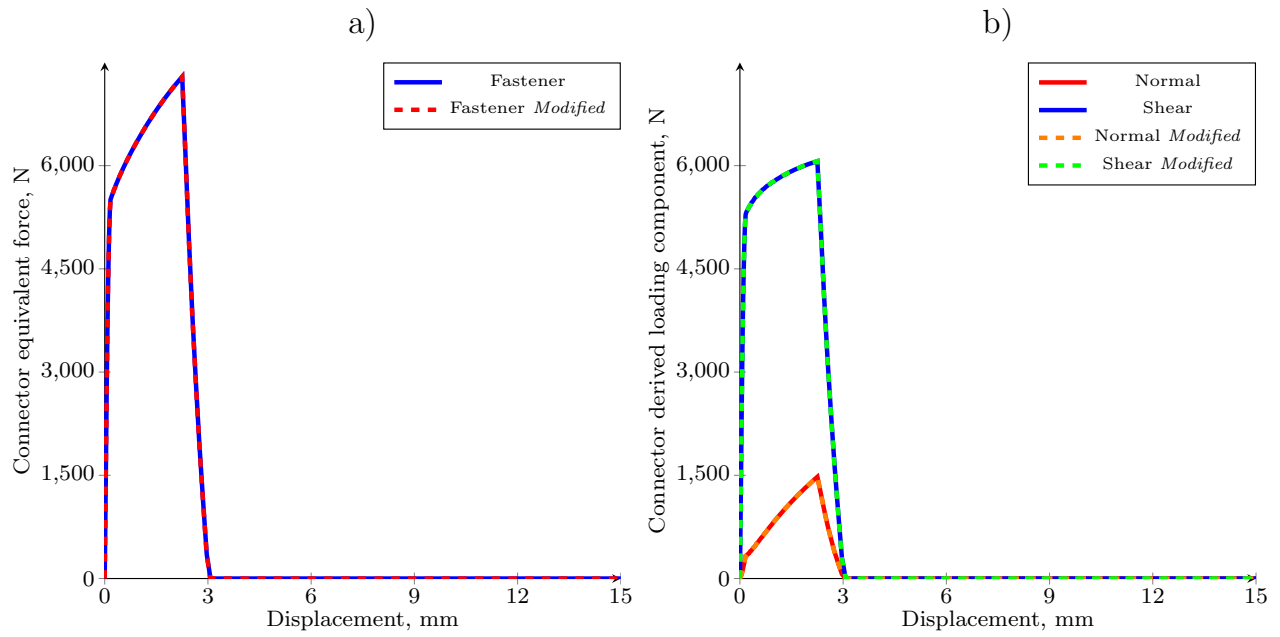 a)
Connector equivalent force, N
Fastener
Fastener Modified
6,000
4,500
3,000
1,500
0
0 3 6 9 12 15
Displacement, mm
b)
Connector derived loading component, N
Normal
Shear
Normal Modified
Shear Modified
6,000
4,500
3,000
1,500
0
0 3 6 9 12 15
Displacement, mm